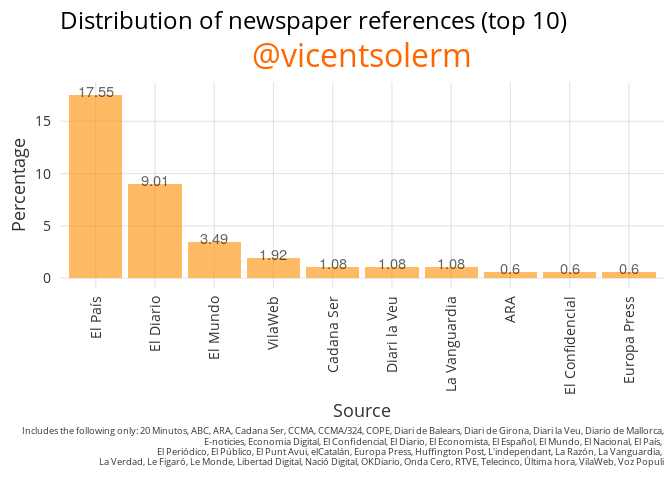 Distribution of newspaper references (top 10)
@vicentsolerm
17.55
9.01
3.49
1.92
1.08
1.08
1.08
0.6
0.6
0.6
Percentage
15
10
5
0
El País
El Diario
El Mundo
VilaWeb
Cadana Ser
Diari la Veu
La Vanguardia
ARA
El Confidencial
Europa Press
Source
Includes the following only: 20 Minutos, ABC, ARA, Cadana Ser, CCMA, CCMA/324, COPE, Diari de Balears, Diari de Girona, Diari la Veu, Diario de Mallorca,
E-noticies, Economia Digital, El Confidencial, El Diario, El Economista, El Español, El Mundo, El Nacional, El País,
El Periódico, El Público, El Punt Avui, elCatalán, Europa Press, Huffington Post, L'independant, La Razón, La Vanguardia,
La Verdad, Le Figaró, Le Monde, Libertad Digital, Nació Digital, OKDiario, Onda Cero, RTVE, Telecinco, Última hora, VilaWeb, Voz Populi